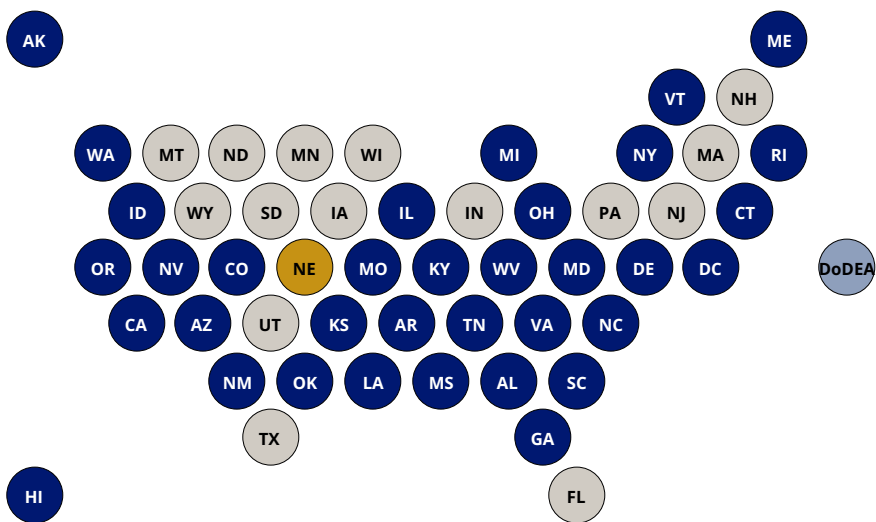 AK ME
VT NH
WA MT ND MN WI MI NY MA RI
ID WY SD IA IL IN OH PA NJ CT
OR NV CO NE MO KY WV MD DE DC DoDEA
CA AZ UT KS AR TN VA NC
NM OK LA MS AL SC
TX GA
HI FL